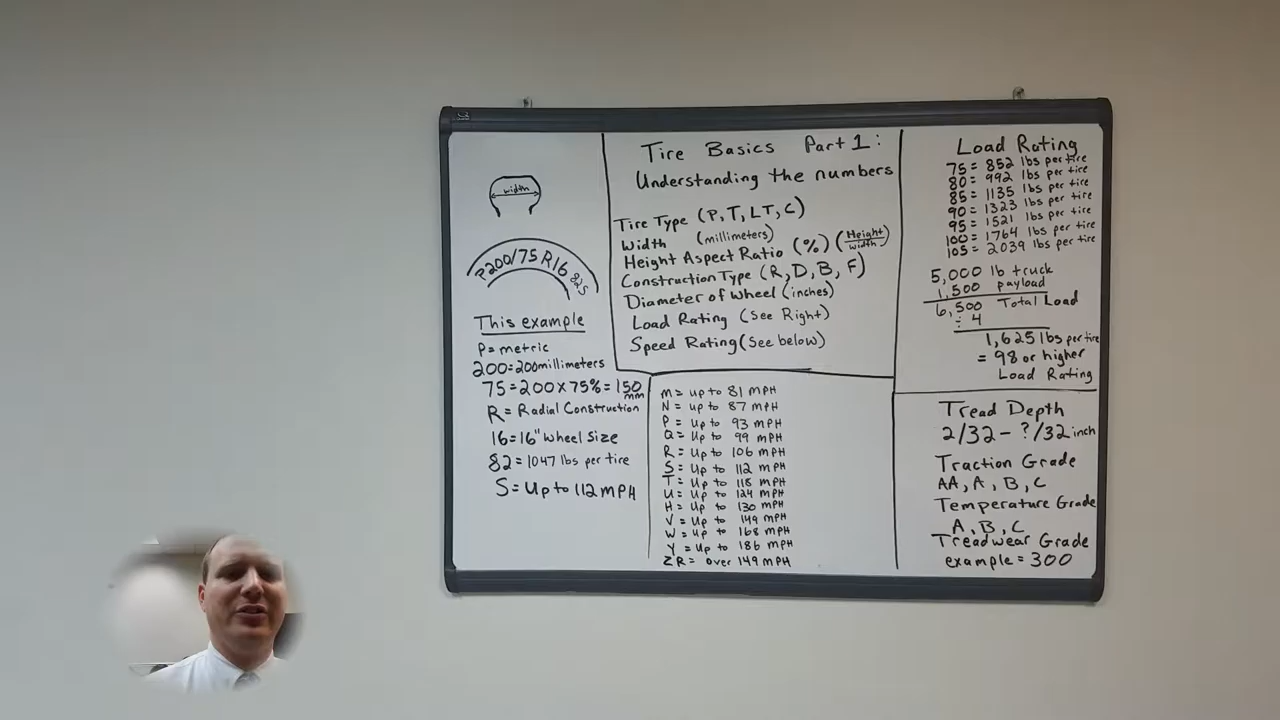 width
P200/75 R16 82S
This example
P=metric
200=200millimeters
75=200x75%=150
mm
R=Radial Construction
16=16" Wheel Size
82=1047 lbs per tire
S=Up to 112 MPH
Tire Basics Part 1:
Understanding the numbers
Tire Type (P, T, LT, C)
Width (millimeters)
Height Aspect Ratio (%) (Height/width)
Construction Type (R, D, B, F)
Diameter of Wheel (inches)
Load Rating (See Right)
Speed Rating (See below)
M = up to 81 MPH
N = up to 87 MPH
P = Up to 93 MPH
Q = Up to 99 MPH
R = Up to 106 MPH
S = Up to 112 MPH
T = Up to 118 MPH
U = Up to 124 MPH
H = Up to 130 MPH
V = Up to 149 MPH
W = Up to 168 MPH
Y = Up to 186 MPH
ZR = over 149 MPH
Load Rating
75 = 852 lbs per tire
80 = 992 lbs per tire
85 = 1135 lbs per tire
90 = 1323 lbs per tire
95 = 1521 lbs per tire
100 = 1764 lbs per tire
105 = 2039 lbs per tire
5,000 lb truck
1,500 payload
6,500 Total Load
÷ 4
1,625 lbs per tire
= 98 or higher
Load Rating
Tread Depth
2/32 - ?/32 inch
Traction Grade
AA, A, B, C
Temperature Grade
A, B, C
Treadwear Grade
example = 300